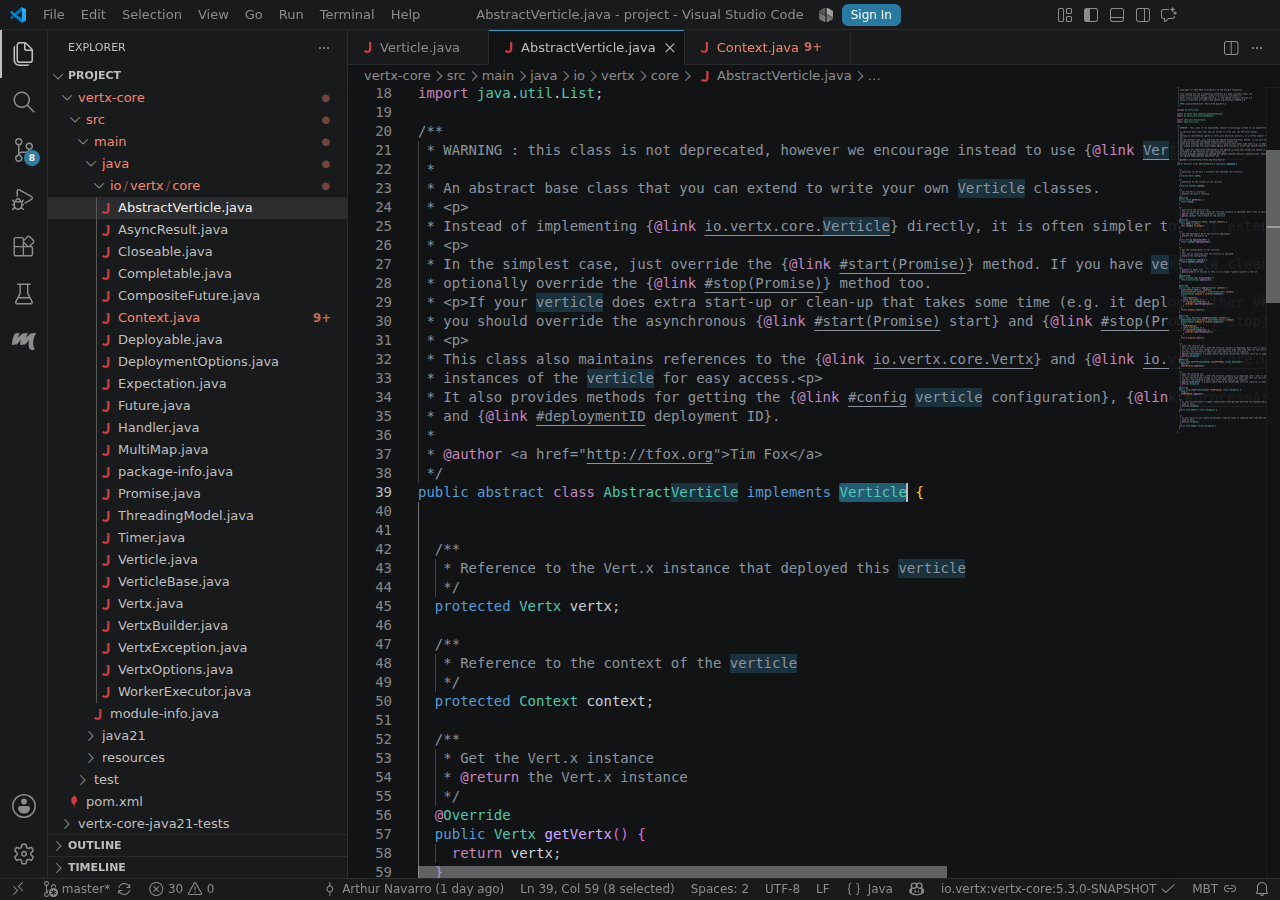 File Edit Selection View Go Run Terminal Help AbstractVerticle.java - project - Visual Studio Code Sign In
EXPLORER
PROJECT
vertx-core
src
main
java
io/vertx/core
AbstractVerticle.java
AsyncResult.java
Closeable.java
Completable.java
CompositeFuture.java
Context.java 9+
Deployable.java
DeploymentOptions.java
Expectation.java
Future.java
Handler.java
MultiMap.java
package-info.java
Promise.java
ThreadingModel.java
Timer.java
Verticle.java
VerticleBase.java
Vertx.java
VertxBuilder.java
VertxException.java
VertxOptions.java
WorkerExecutor.java
module-info.java
java21
resources
test
pom.xml
vertx-core-java21-tests
OUTLINE
TIMELINE
8
Verticle.java AbstractVerticle.java Context.java 9+
vertx-core > src > main > java > io > vertx > core > AbstractVerticle.java > ...
18 import java.util.List;
19
20 /**
21 * WARNING : this class is not deprecated, however we encourage instead to use {@link Ver
22 *
23 * An abstract base class that you can extend to write your own Verticle classes.
24 * <p>
25 * Instead of implementing {@link io.vertx.core.Verticle} directly, it is often simpler to
26 * <p>
27 * In the simplest case, just override the {@link #start(Promise)} method. If you have ve
28 * optionally override the {@link #stop(Promise)} method too.
29 * <p>If your verticle does extra start-up or clean-up that takes some time (e.g. it depl
30 * you should override the asynchronous {@link #start(Promise) start} and {@link #stop(Pr
31 * <p>
32 * This class also maintains references to the {@link io.vertx.core.Vertx} and {@link io.
33 * instances of the verticle for easy access.<p>
34 * It also provides methods for getting the {@link #config verticle configuration}, {@lin
35 * and {@link #deploymentID deployment ID}.
36 *
37 * @author <a href="http://tfox.org">Tim Fox</a>
38 */
39 public abstract class AbstractVerticle implements Verticle {
40
41
42 /**
43 * Reference to the Vert.x instance that deployed this verticle
44 */
45 protected Vertx vertx;
46
47 /**
48 * Reference to the context of the verticle
49 */
50 protected Context context;
51
52 /**
53 * Get the Vert.x instance
54 * @return the Vert.x instance
55 */
56 @Override
57 public Vertx getVertx() {
58 return vertx;
59 }
master* 30 0 Arthur Navarro (1 day ago) Ln 39, Col 59 (8 selected) Spaces: 2 UTF-8 LF { } Java io.vertx:vertx-core:5.3.0-SNAPSHOT MBT